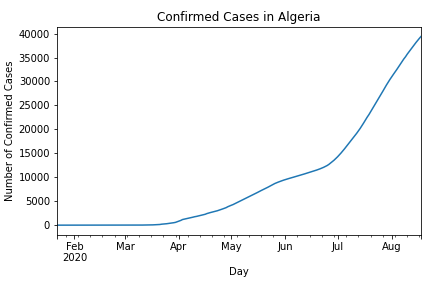 Confirmed Cases in Algeria
40000
35000
30000
25000
20000
15000
10000
5000
0
Number of Confirmed Cases
Feb Mar Apr May Jun Jul Aug
2020
Day